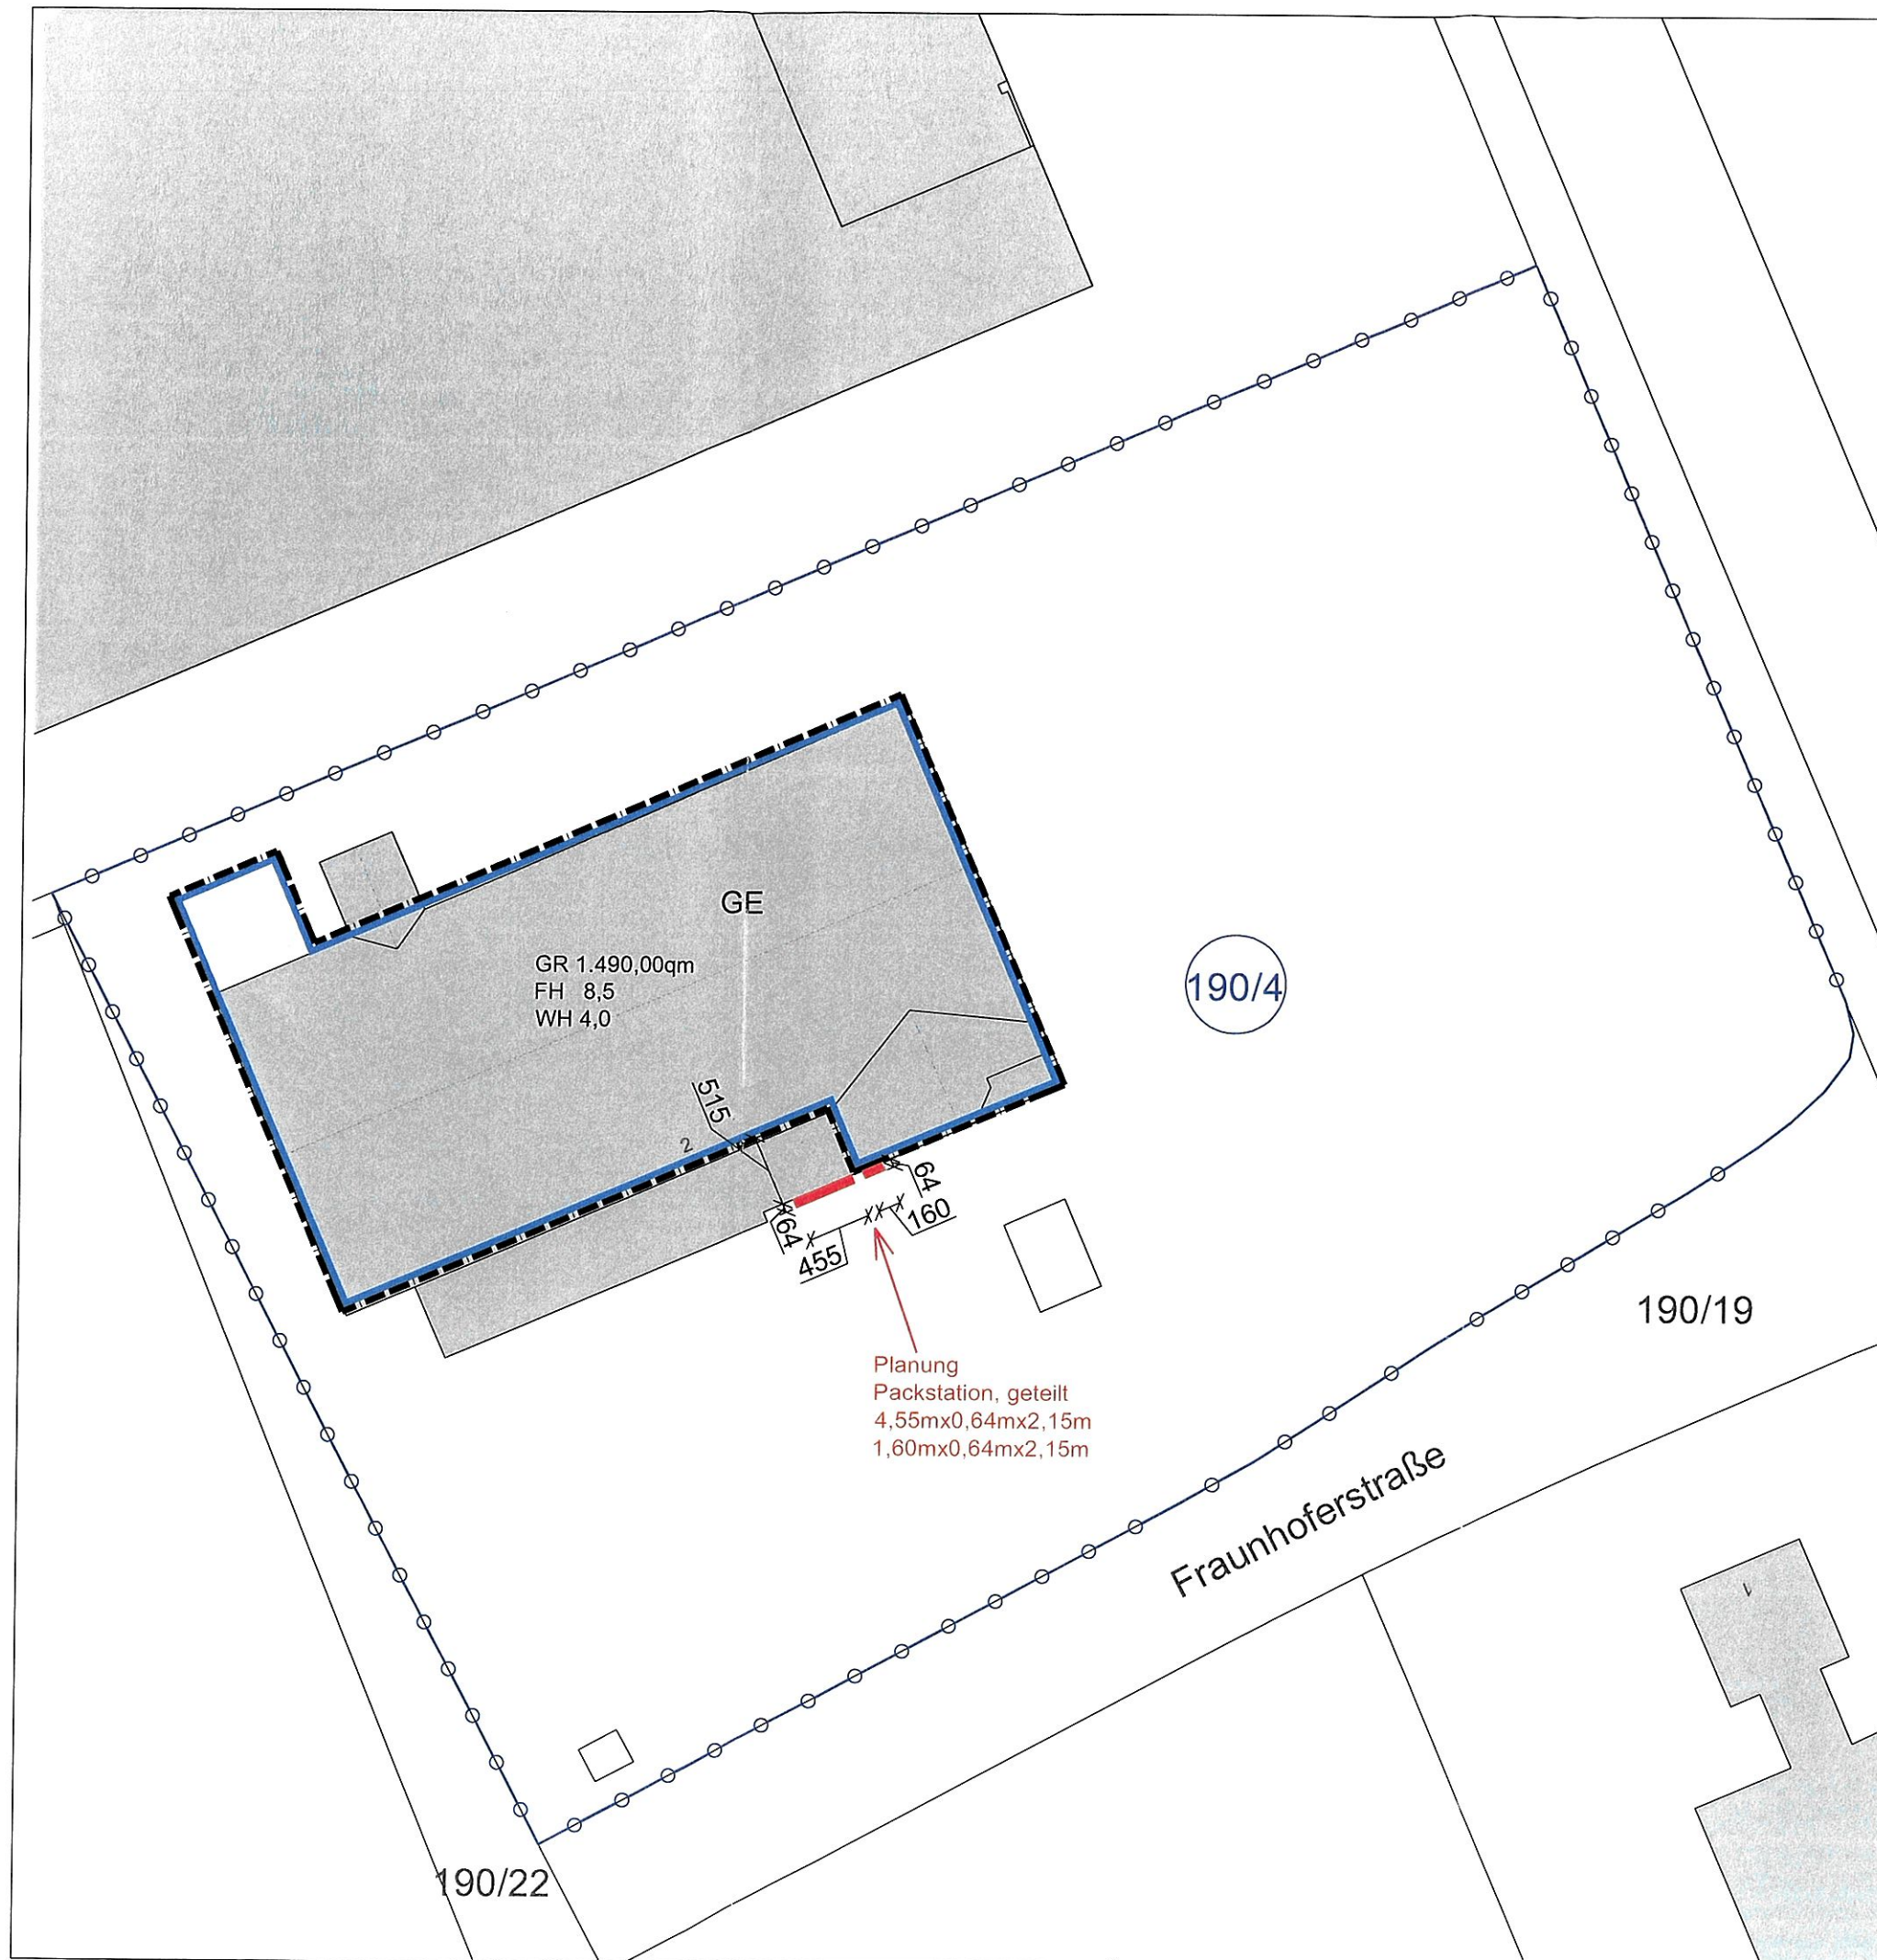 GE
GR 1.490,00qm
FH 8,5
WH 4,0
190/4
515
2
64
160
64
455
Planung
Packstation, geteilt
4,55mx0,64mx2,15m
1,60mx0,64mx2,15m
190/19
Fraunhoferstraße
1
190/22